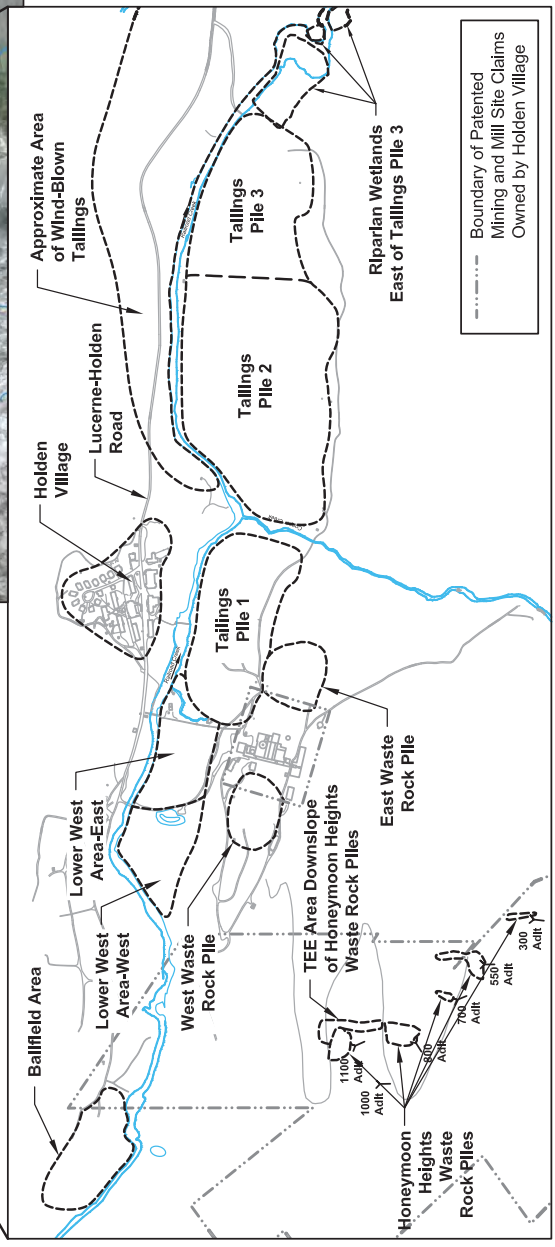 Approximate Area
of Wind-Blown
Tailings
Lucerne-Holden
Road
Holden
Village
Ballfield Area
Lower West
Area-East
Lower West
Area-West
West Waste
Rock Pile
Tailings
Pile 1
Tailings
Pile 2
Tailings
Pile 3
Riparian Wetlands
East of Tailings Pile 3
East Waste
Rock Pile
TEE Area Downslope
of Honeymoon Heights
Waste Rock Piles
Honeymoon
Heights
Waste
Rock Piles
1100
Adit
1000
Adit
800
Adit
700
Adit
550
Adit
300
Adit
Railroad Creek
Copper Creek
Boundary of Patented
Mining and Mill Site Claims
Owned by Holden Village